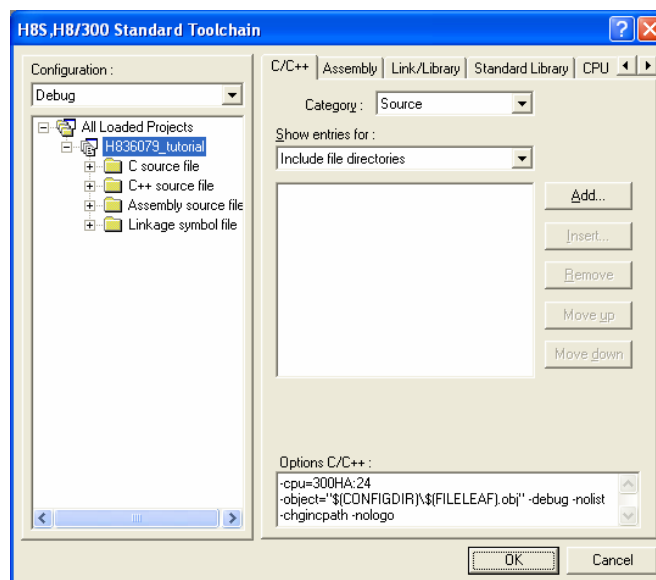 H8S,H8/300 Standard Toolchain
Configuration :
Debug
All Loaded Projects
H836079_tutorial
C source file
C++ source file
Assembly source file
Linkage symbol file
C/C++
Assembly
Link/Library
Standard Library
CPU
Category :
Source
Show entries for :
Include file directories
Add...
Insert...
Remove
Move up
Move down
Options C/C++ :
-cpu=300HA:24
-object="$(CONFIGDIR)\$(FILELEAF).obj" -debug -nolist
-chgincpath -nologo
OK
Cancel